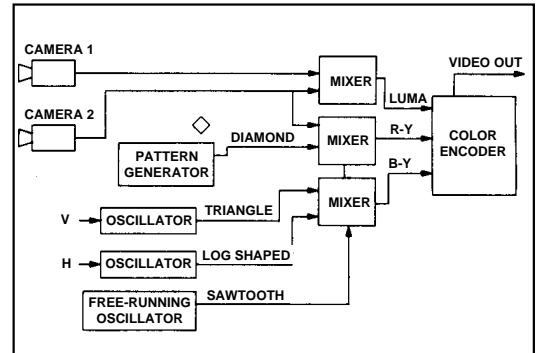 CAMERA 1
VIDEO OUT
MIXER
LUMA
CAMERA 2
COLOR
ENCODER
DIAMOND
MIXER
R-Y
PATTERN
GENERATOR
B-Y
MIXER
V
OSCILLATOR
TRIANGLE
H
OSCILLATOR
LOG SHAPED
SAWTOOTH
FREE-RUNNING
OSCILLATOR